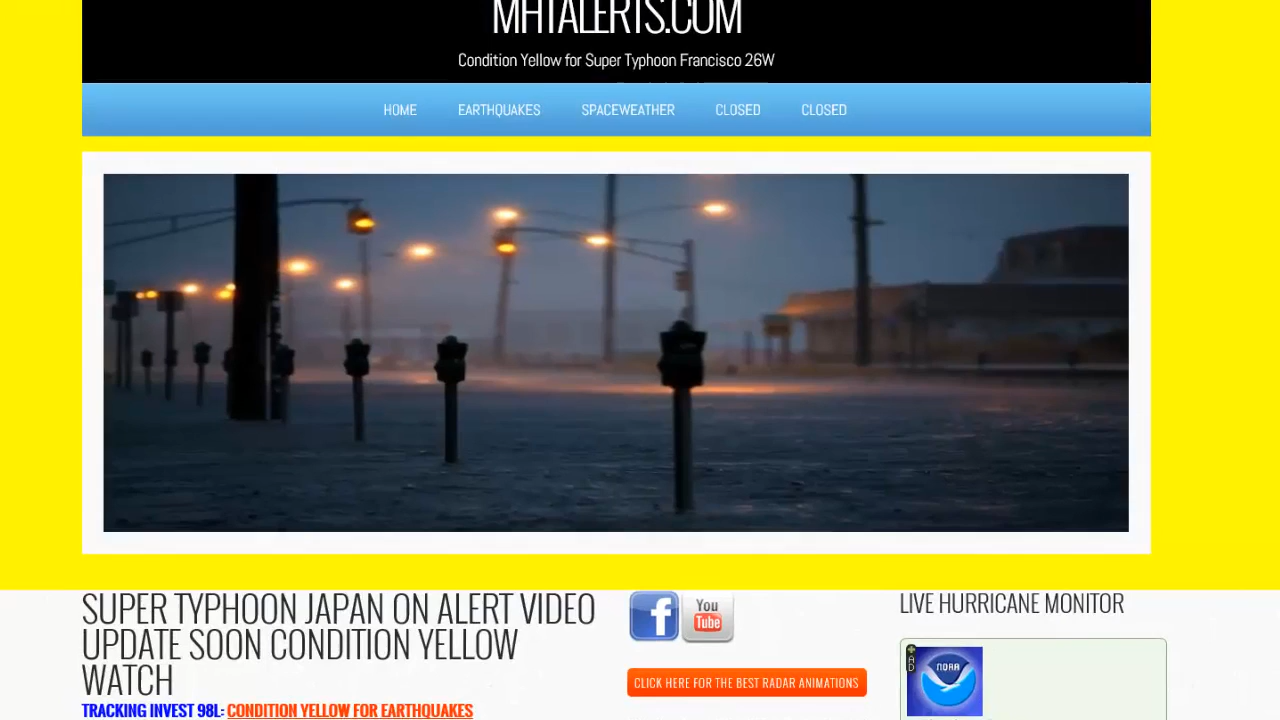 MHTALERTS.COM
Condition Yellow for Super Typhoon Francisco 26W
HOME EARTHQUAKES SPACEWEATHER CLOSED CLOSED
SUPER TYPHOON JAPAN ON ALERT VIDEO
UPDATE SOON CONDITION YELLOW
WATCH
TRACKING INVEST 98L: CONDITION YELLOW FOR EARTHQUAKES
f
You
Tube
CLICK HERE FOR THE BEST RADAR ANIMATIONS
LIVE HURRICANE MONITOR
AD
NOAA